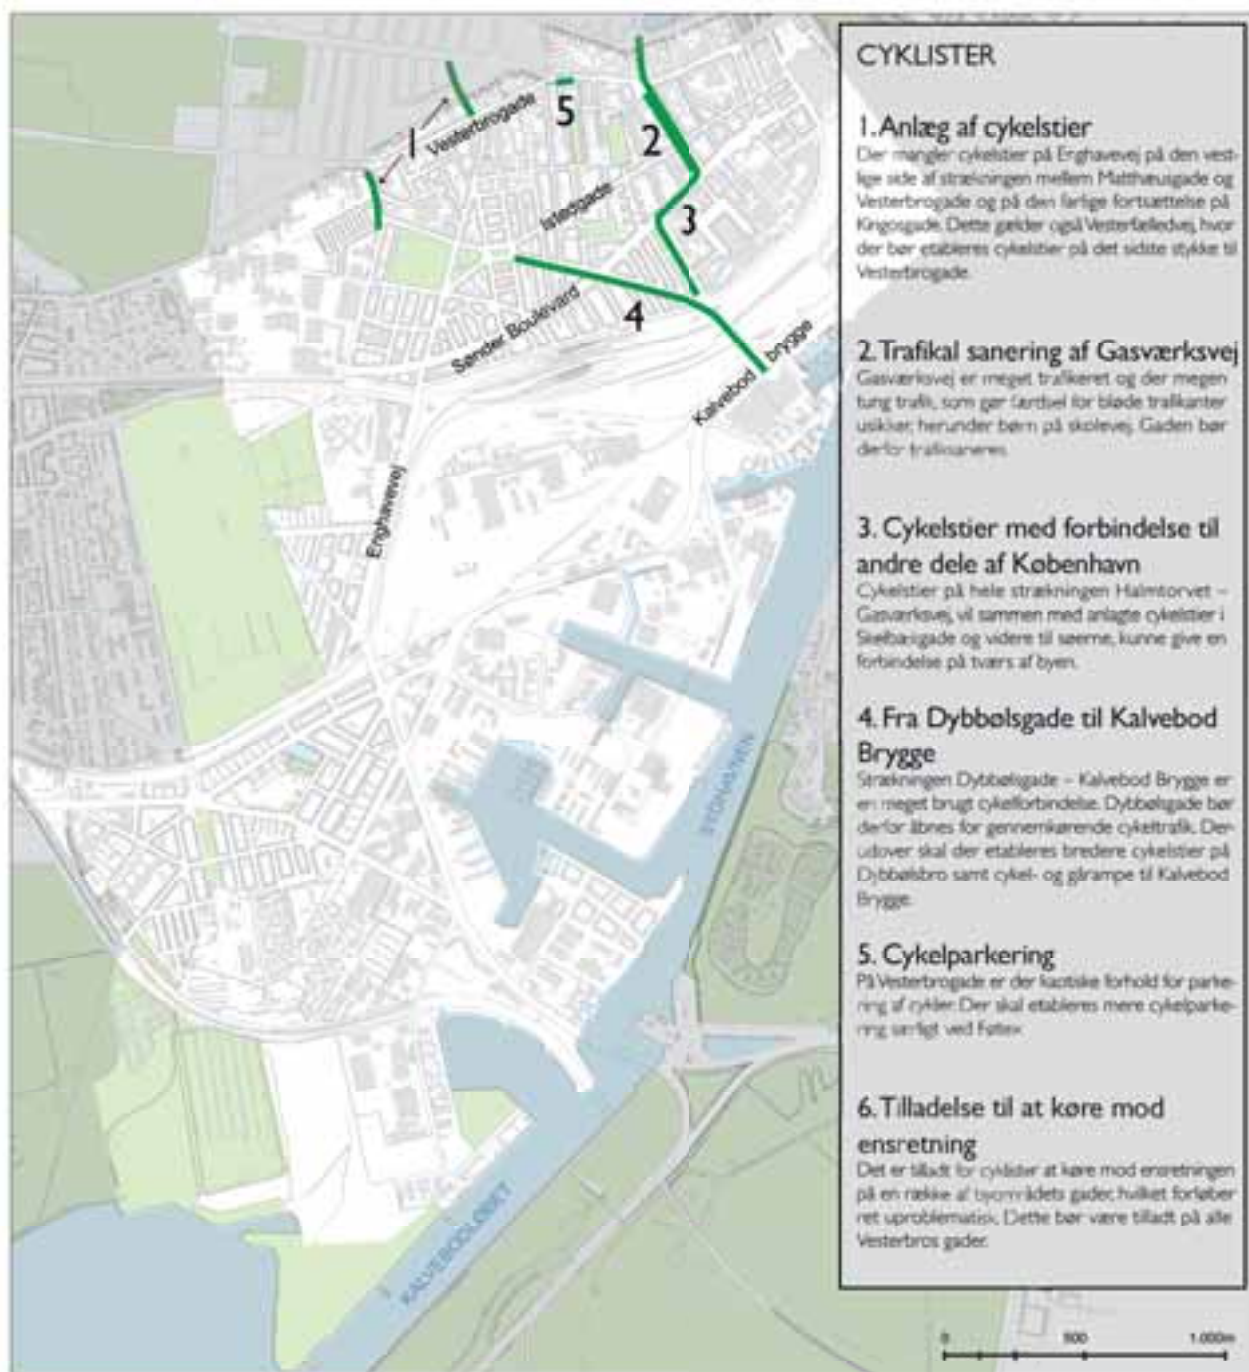 CYKLISTER
1. Anlæg af cykelstier
Der mangler cykelstier på Enghavevej på den vest-
lige side af strækningen mellem Matthæusgade og
Vesterbrogade og på den farlige fortsættelse på
Kingosgade. Dette gælder også Vesterfælledvej, hvor
der bør etableres cykelstier på det sidste stykke til
Vesterbrogade.
2. Trafikal sanering af Gasværksvej
Gasværksvej er meget trafikeret og der megen
tung trafik, som gør færdsel for bløde trafikanter
usikker, herunder børn på skolevej. Gaden bør
derfor trafiksaneres.
3. Cykelstier med forbindelse til
andre dele af København
Cykelstier på hele strækningen Halmtorvet –
Gasværksvej, vil sammen med anlagte cykelstier i
Skelbækgade og videre til søerne, kunne give en
forbindelse på tværs af byen.
4. Fra Dybbølsgade til Kalvebod
Brygge
Strækningen Dybbølsgade – Kalvebod Brygge er
en meget brugt cykelforbindelse. Dybbølsgade bør
derfor åbnes for gennemkørende cykeltrafik. Der-
udover skal der etableres bredere cykelstier på
Dybbølsbro samt cykel- og gårampe til Kalvebod
Brygge.
5. Cykelparkering
På Vesterbrogade er der kaotiske forhold for parke-
ring af cykler. Der skal etableres mere cykelparke-
ring særligt ved Føtex
6. Tilladelse til at køre mod
ensretning
Det er tilladt for cyklister at køre mod ensretningen
på en række af byområdets gader, hvilket forløber
ret uproblematisk. Dette bør være tilladt på alle
Vesterbros gader.
1
Vesterbrogade
5
2
Istedgade
3
4
Sønder Boulevard
Kalvebod brygge
Enghavevej
SYDHAVNEN
KALVEBODLØBET
0 500 1.000m